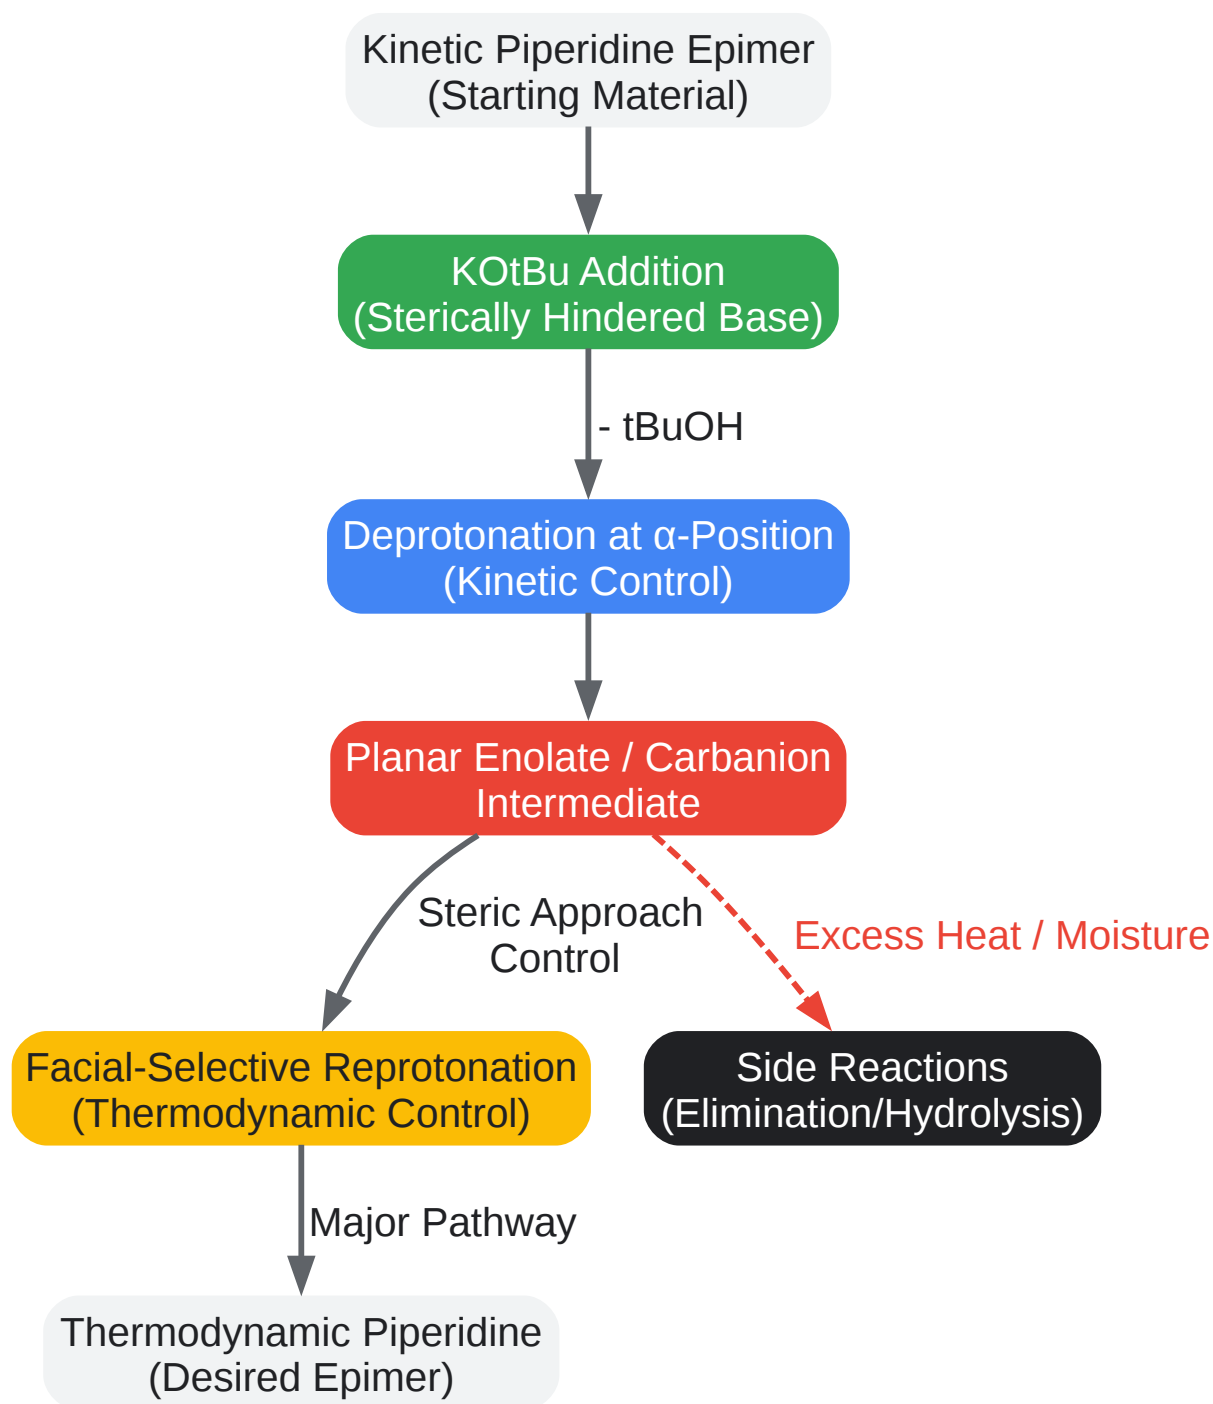 Kinetic Piperidine Epimer
(Starting Material)
KOtBu Addition
(Sterically Hindered Base)
- tBuOH
Deprotonation at α-Position
(Kinetic Control)
Planar Enolate / Carbanion
Intermediate
Steric Approach
Control
Excess Heat / Moisture
Facial-Selective Reprotonation
(Thermodynamic Control)
Side Reactions
(Elimination/Hydrolysis)
Major Pathway
Thermodynamic Piperidine
(Desired Epimer)